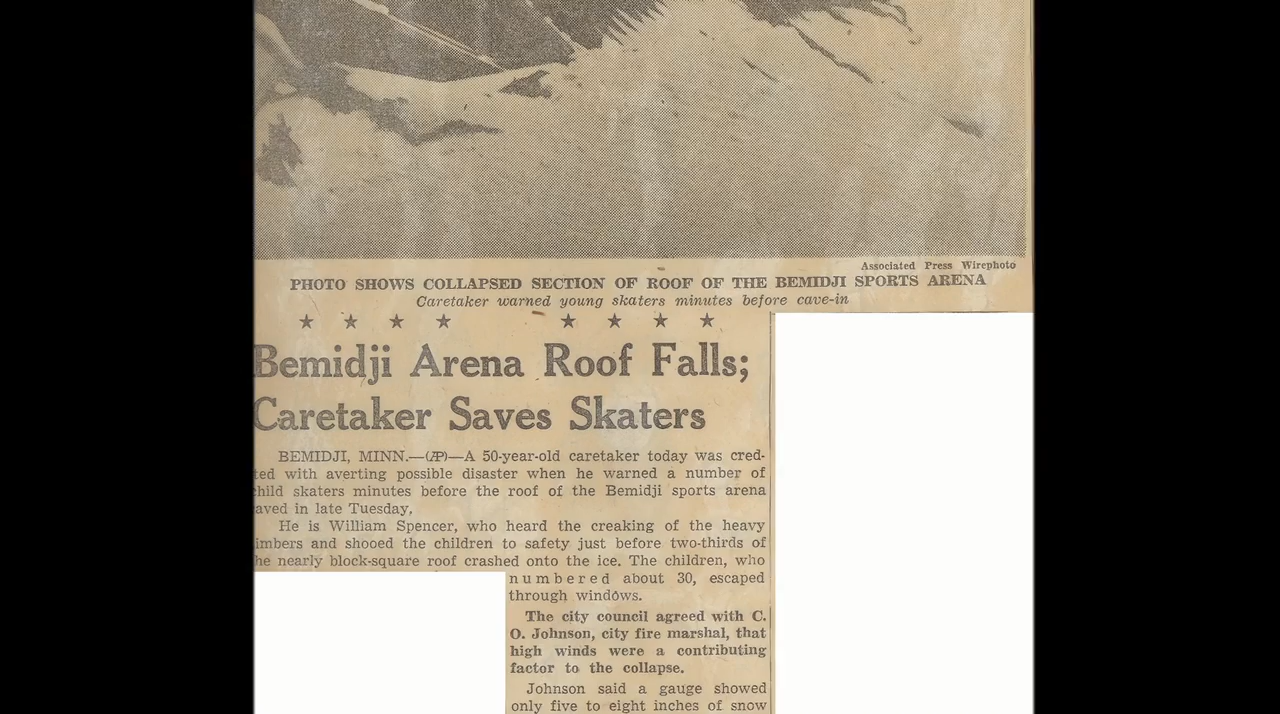 Associated Press Wirephoto
PHOTO SHOWS COLLAPSED SECTION OF ROOF OF THE BEMIDJI SPORTS ARENA
Caretaker warned young skaters minutes before cave-in
★ ★ ★ ★ ★ ★ ★ ★
Bemidji Arena Roof Falls;
Caretaker Saves Skaters
BEMIDJI, MINN.—(AP)—A 50-year-old caretaker today was cred-
ted with averting possible disaster when he warned a number of
child skaters minutes before the roof of the Bemidji sports arena
aved in late Tuesday.
He is William Spencer, who heard the creaking of the heavy
imbers and shooed the children to safety just before two-thirds of
he nearly block-square roof crashed onto the ice. The children, who
numbered about 30, escaped
through windows.
The city council agreed with C.
O. Johnson, city fire marshal, that
high winds were a contributing
factor to the collapse.
Johnson said a gauge showed
only five to eight inches of snow